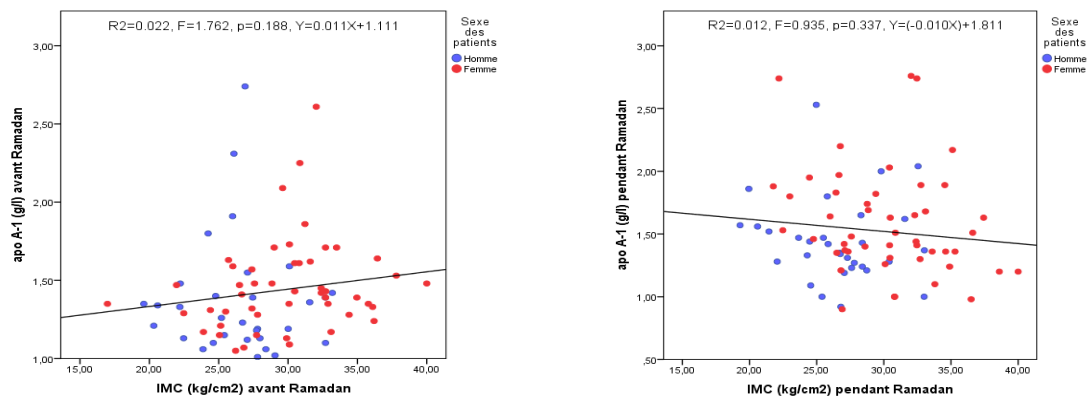 R2=0.022, F=1.762, p=0.188, Y=0.011X+1.111
Sexe
des
patients
Homme
Femme
3,00
2,50
2,00
1,50
1,00
apo A-1 (g/l) avant Ramadan
15,00 20,00 25,00 30,00 35,00 40,00
IMC (kg/cm2) avant Ramadan
R2=0.012, F=0.935, p=0.337, Y=(-0.010X)+1.811
Sexe
des
patients
Homme
Femme
3,00
2,50
2,00
1,50
1,00
,50
apo A-1 (g/l) pendant Ramadan
15,00 20,00 25,00 30,00 35,00 40,00
IMC (kg/cm2) pendant Ramadan